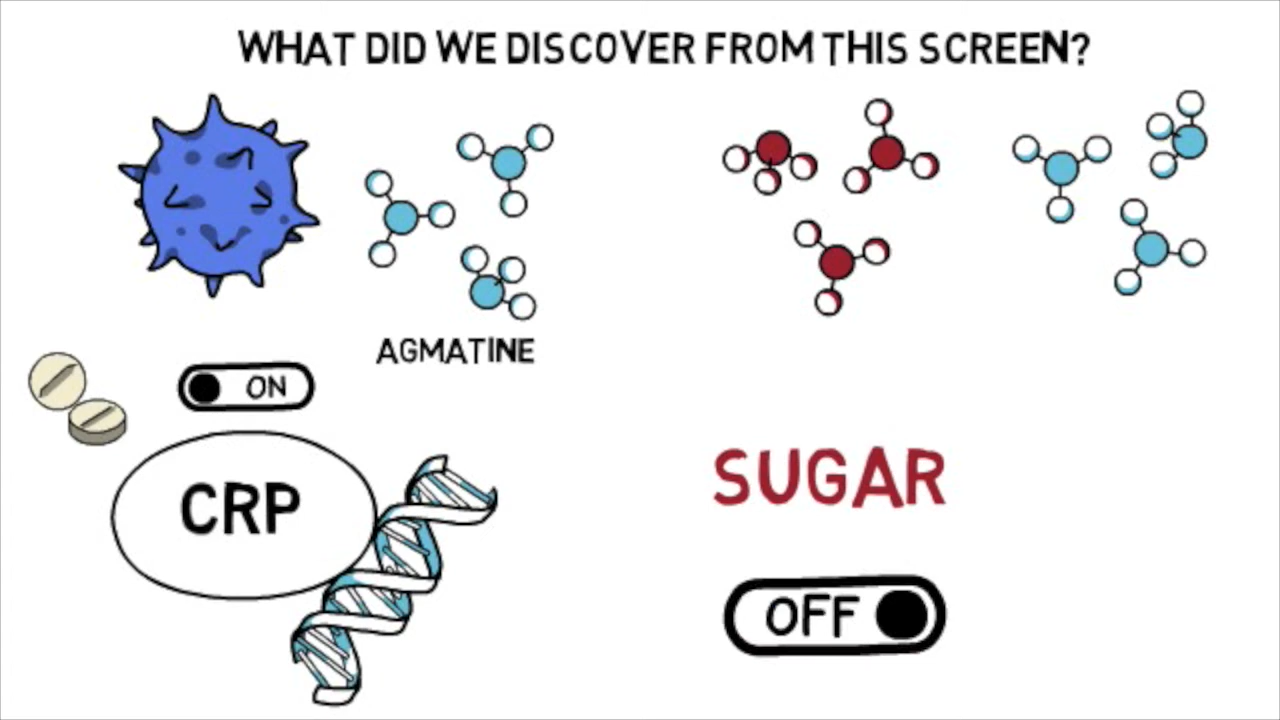 WHAT DID WE DISCOVER FROM THIS SCREEN?
AGMATINE
ON
CRP
SUGAR
OFF